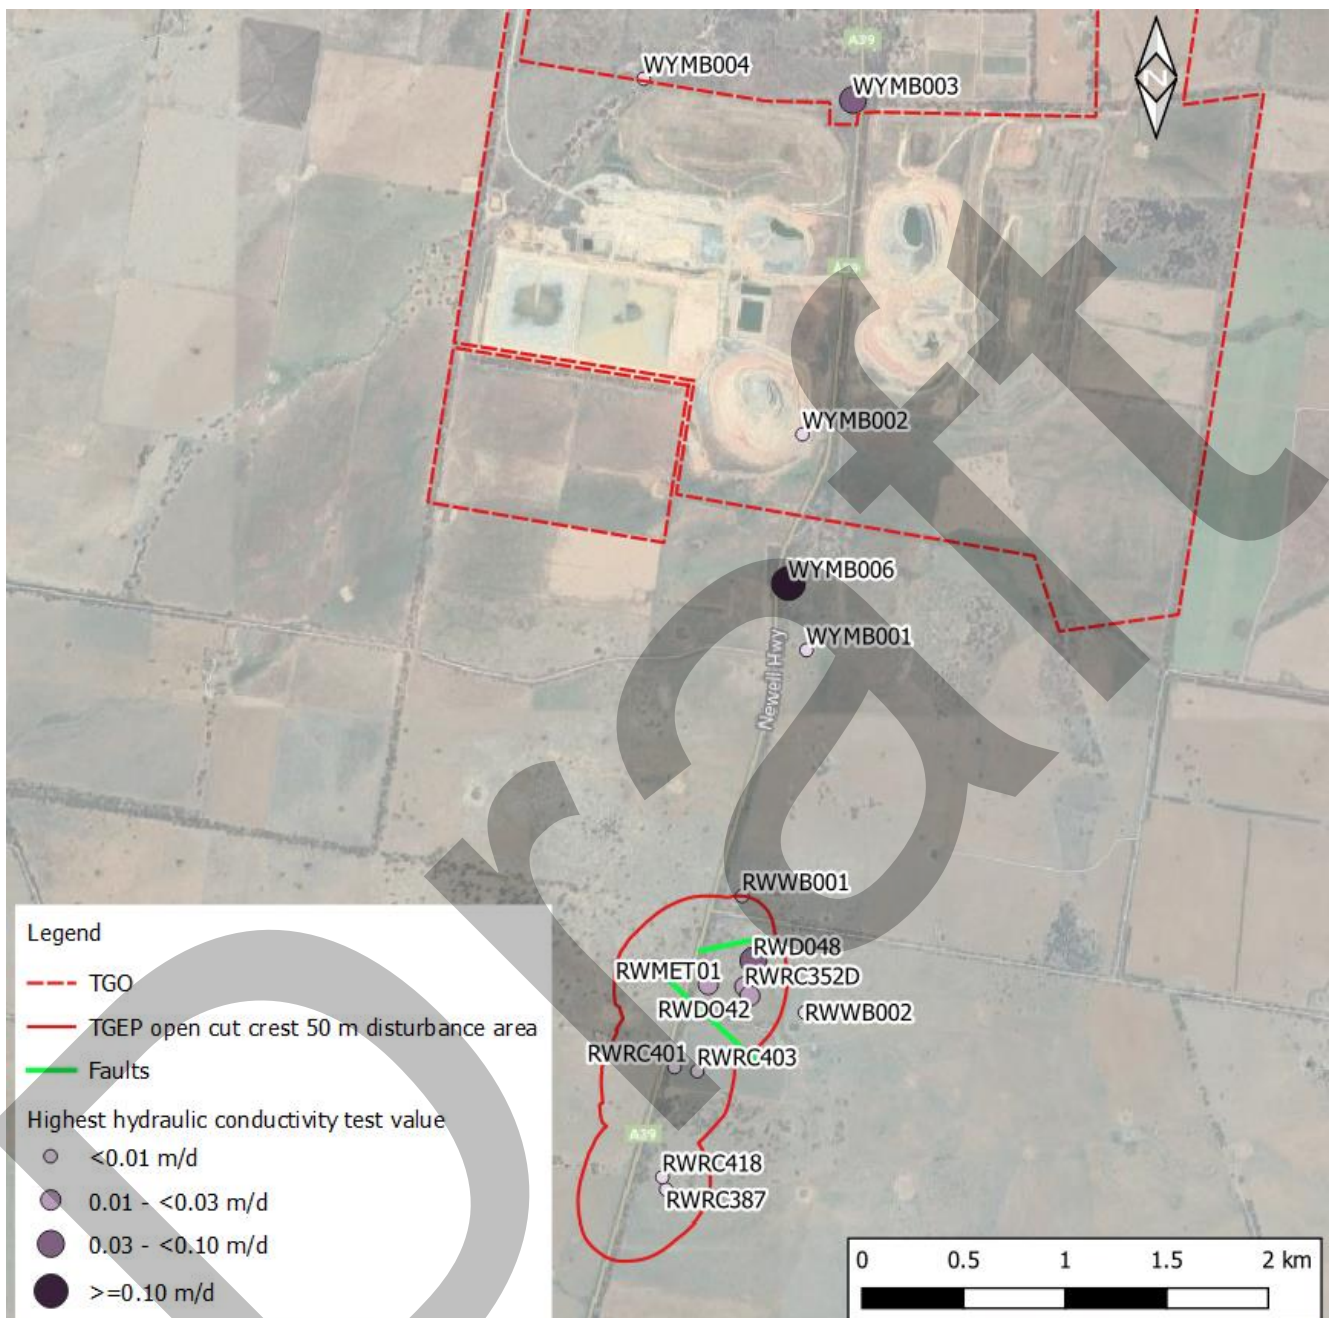 A39
WYMB004
WYMB003
N
A39
WYMB002
WYMB006
WYMB001
Newell Hwy
RWWB001
RWD048
RWMET01
RWRC352D
RWDO42
RWWB002
RWRC401
RWRC403
A39
RWRC418
RWRC387
Legend
TGO
TGEP open cut crest 50 m disturbance area
Faults
Highest hydraulic conductivity test value
<0.01 m/d
0.01 - <0.03 m/d
0.03 - <0.10 m/d
>=0.10 m/d
0 0.5 1 1.5 2 km
Draft